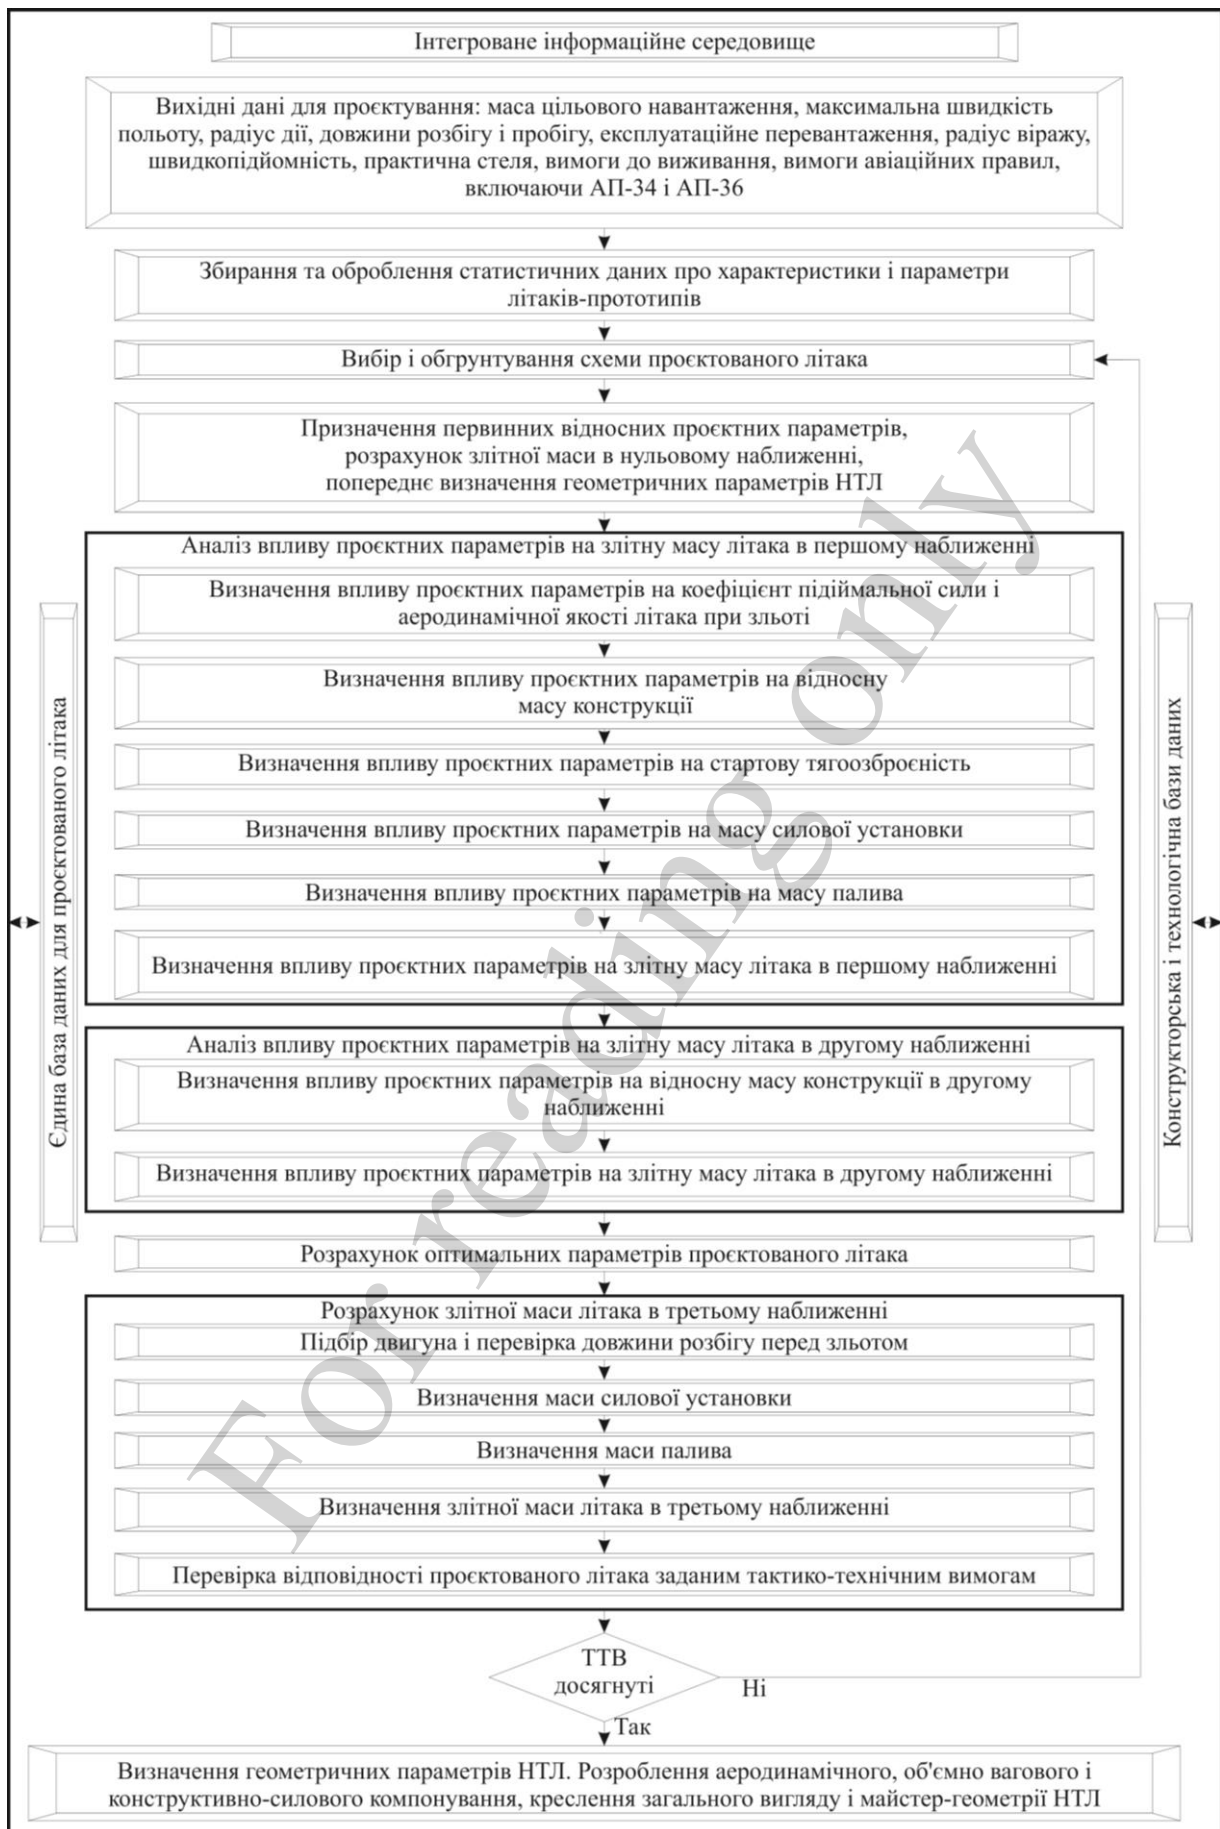 Інтегроване інформаційне середовище
Вихідні дані для проєктування: маса цільового навантаження, максимальна швидкість
польоту, радіус дії, довжини розбігу і пробігу, експлуатаційне перевантаження, радіус віражу,
швидкопідйомність, практична стеля, вимоги до виживання, вимоги авіаційних правил,
включаючи АП-34 і АП-36
Збирання та оброблення статистичних даних про характеристики і параметри
літаків-прототипів
Вибір і обгрунтування схеми проєктованого літака
Призначення первинних відносних проєктних параметрів,
розрахунок злітної маси в нульовому наближенні,
попереднє визначення геометричних параметрів НТЛ
Аналіз впливу проєктних параметрів на злітну масу літака в першому наближенні
Визначення впливу проєктних параметрів на коефіцієнт підіймальної сили і
аеродинамічної якості літака при зльоті
Визначення впливу проєктних параметрів на відносну
масу конструкції
Визначення впливу проєктних параметрів на стартову тягоозброєність
Визначення впливу проєктних параметрів на масу силової установки
Визначення впливу проєктних параметрів на масу палива
Визначення впливу проєктних параметрів на злітну масу літака в першому наближенні
Єдина база даних для проєктованого літака
Конструкторська і технологічна бази даних
Аналіз впливу проєктних параметрів на злітну масу літака в другому наближенні
Визначення впливу проєктних параметрів на відносну масу конструкції в другому
наближенні
Визначення впливу проєктних параметрів на злітну масу літака в другому наближенні
Розрахунок оптимальних параметрів проєктованого літака
Розрахунок злітної маси літака в третьому наближенні
Підбір двигуна і перевірка довжини розбігу перед зльотом
Визначення маси силової установки
Визначення маси палива
Визначення злітної маси літака в третьому наближенні
Перевірка відповідності проєктованого літака заданим тактико-технічним вимогам
ТТВ
досягнуті
Ні
Так
Визначення геометричних параметрів НТЛ. Розроблення аеродинамічного, об'ємно вагового і
конструктивно-силового компонування, креслення загального вигляду і майстер-геометрії НТЛ
For reading only